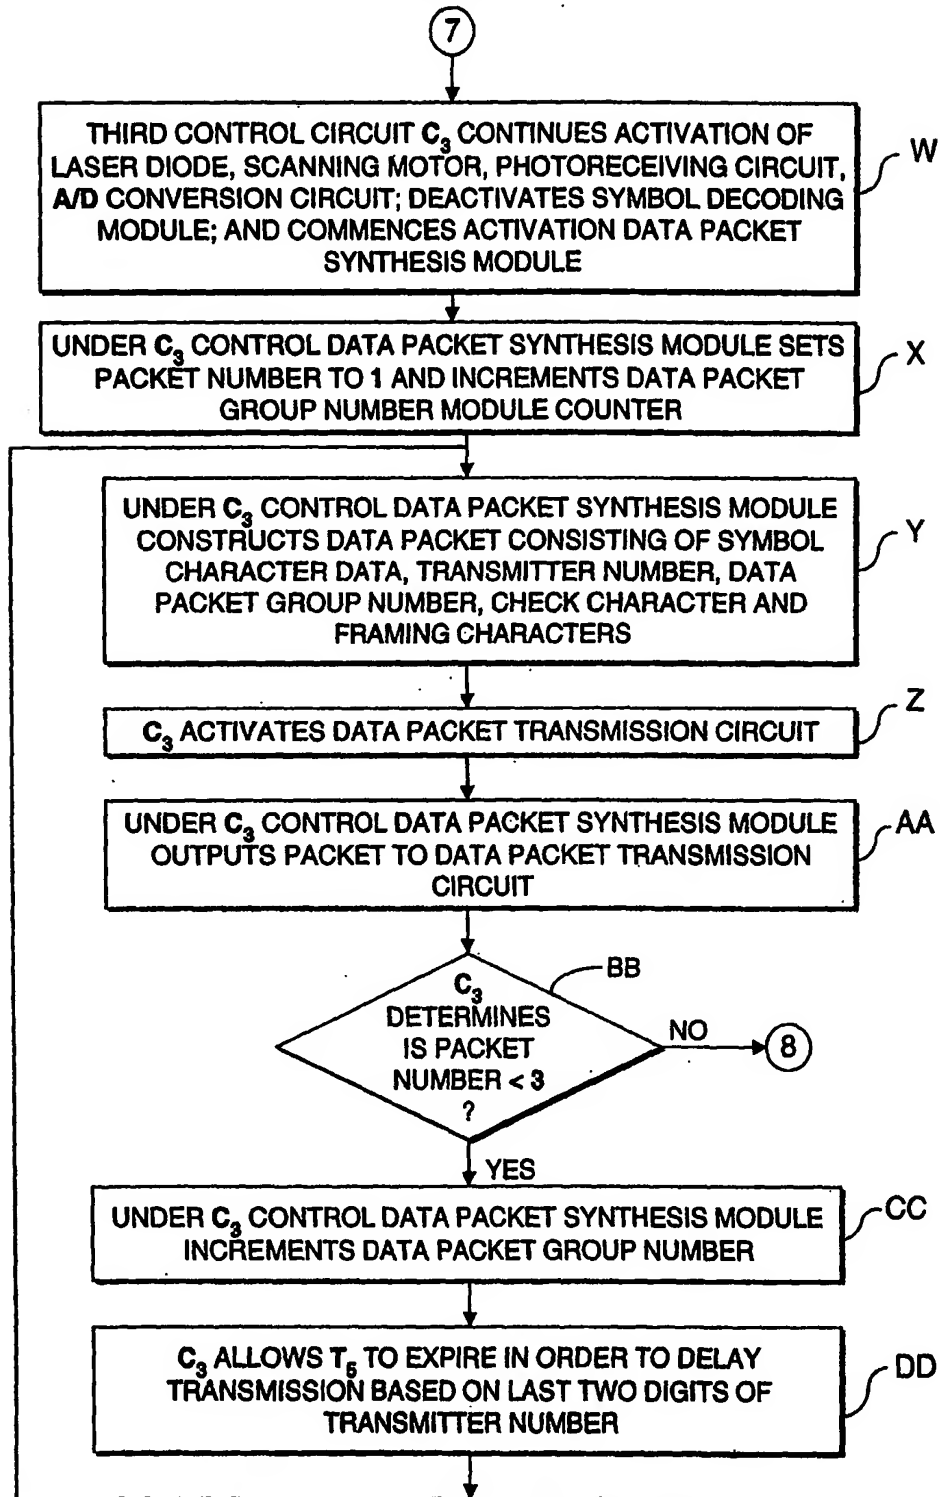 7
THIRD CONTROL CIRCUIT C3 CONTINUES ACTIVATION OF
LASER DIODE, SCANNING MOTOR, PHOTORECEIVING CIRCUIT,
A/D CONVERSION CIRCUIT; DEACTIVATES SYMBOL DECODING
MODULE; AND COMMENCES ACTIVATION DATA PACKET
SYNTHESIS MODULE
W
UNDER C3 CONTROL DATA PACKET SYNTHESIS MODULE SETS
PACKET NUMBER TO 1 AND INCREMENTS DATA PACKET
GROUP NUMBER MODULE COUNTER
X
UNDER C3 CONTROL DATA PACKET SYNTHESIS MODULE
CONSTRUCTS DATA PACKET CONSISTING OF SYMBOL
CHARACTER DATA, TRANSMITTER NUMBER, DATA
PACKET GROUP NUMBER, CHECK CHARACTER AND
FRAMING CHARACTERS
Y
C3 ACTIVATES DATA PACKET TRANSMISSION CIRCUIT
Z
UNDER C3 CONTROL DATA PACKET SYNTHESIS MODULE
OUTPUTS PACKET TO DATA PACKET TRANSMISSION
CIRCUIT
AA
C3
DETERMINES
IS PACKET
NUMBER < 3
?
BB
NO
8
YES
UNDER C3 CONTROL DATA PACKET SYNTHESIS MODULE
INCREMENTS DATA PACKET GROUP NUMBER
CC
C3 ALLOWS T5 TO EXPIRE IN ORDER TO DELAY
TRANSMISSION BASED ON LAST TWO DIGITS OF
TRANSMITTER NUMBER
DD